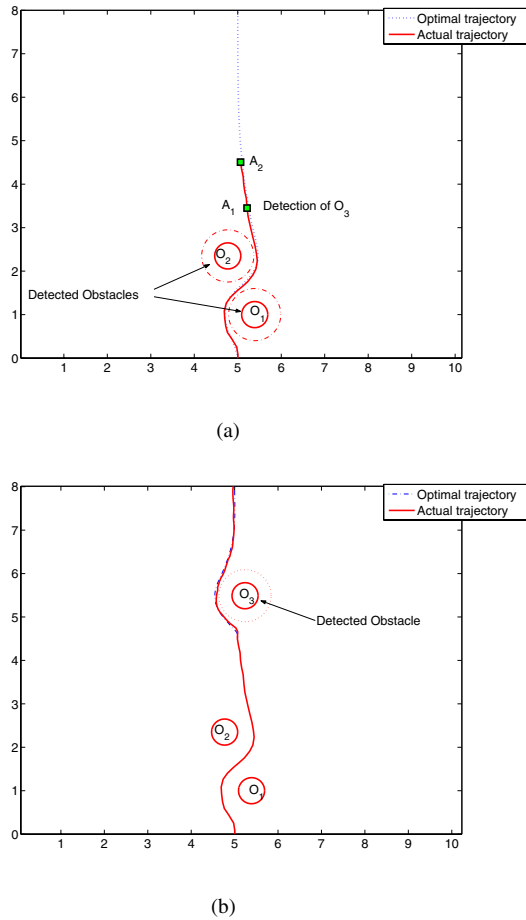 Optimal trajectory
Actual trajectory
8
7
6
5
4
3
2
1
0
A2
A1 Detection of O3
O2
Detected Obstacles
O1
1 2 3 4 5 6 7 8 9 10
(a)
Optimal trajectory
Actual trajectory
8
7
6
5
4
3
2
1
0
O3
Detected Obstacle
O2
O1
1 2 3 4 5 6 7 8 9 10
(b)